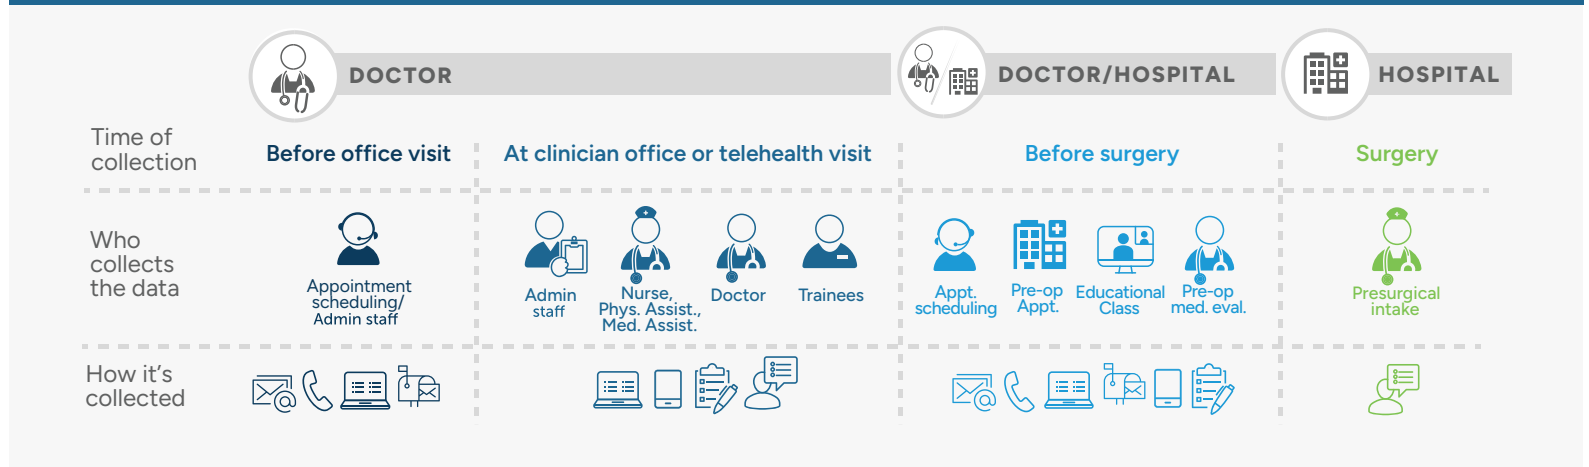 DOCTOR
DOCTOR/HOSPITAL
HOSPITAL
Time of
collection
Before office visit
At clinician office or telehealth visit
Before surgery
Surgery
Who
collects
the data
Appointment
scheduling/
Admin staff
Admin
staff
Nurse,
Phys. Assist.,
Med. Assist.
Doctor
Trainees
Appt.
scheduling
Pre-op
Appt.
Educational
Class
Pre-op
med. eval.
Presurgical
intake
How it's
collected